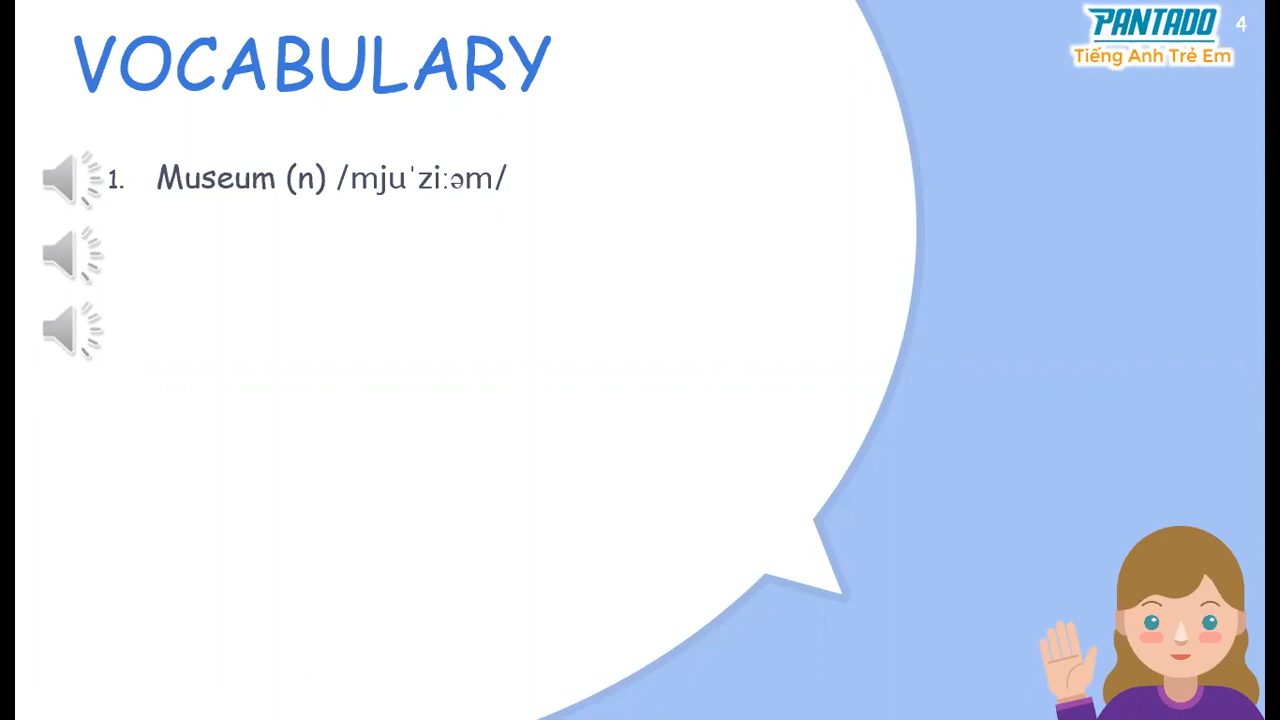 PANTADO
Tiếng Anh Trẻ Em
4
VOCABULARY
1. Museum (n) /mjuˈziːəm/